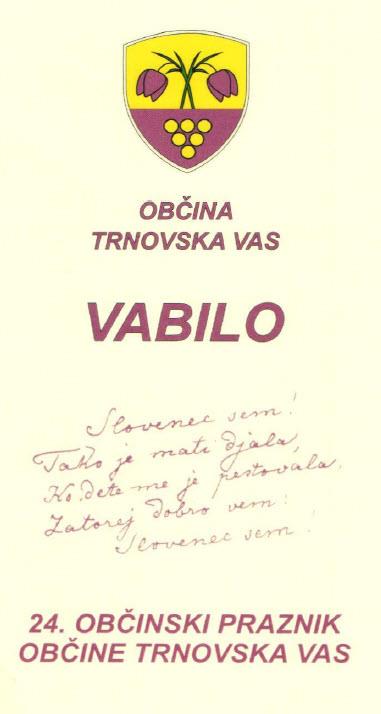 OBČINA
TRNOVSKA VAS
VABILO
Slovenec sem!
Tako je mati djala,
Ko dete me je pestovala,
Zatorej dobro vem:
Slovenec sem!
24. OBČINSKI PRAZNIK
OBČINE TRNOVSKA VAS